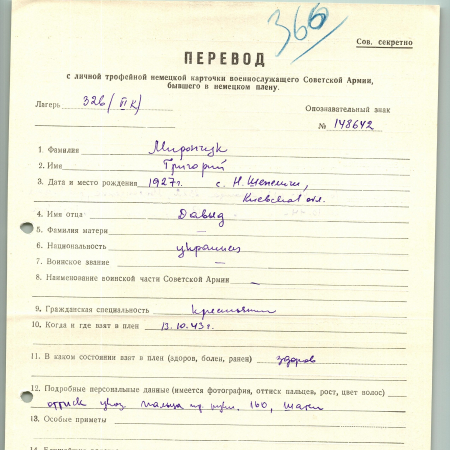 366
Сов. секретно
ПЕРЕВОД
с личной трофейной немецкой карточки военнослужащего Советской Армии,
бывшего в немецком плену.
Лагерь 326 (VI К)
Опознавательный знак
№ 148642
1. Фамилия Мирончук
2. Имя Григорий
3. Дата и место рождения 1927г. с. Н. Шепеличи,
Киевская обл.
4. Имя отца Давид
5. Фамилия матери —
6. Национальность украинец
7. Воинское звание —
8. Наименование воинской части Советской Армии —
9. Гражданская специальность крестьянин
10. Когда и где взят в плен 13.10.43г.
11. В каком состоянии взят в плен (здоров, болен, ранен) здоров
12. Подробные персональные данные (имеется фотография, оттиск пальцев, рост, цвет волос)
оттиск указ. пальца пр. руки. 160,
13. Особые приметы